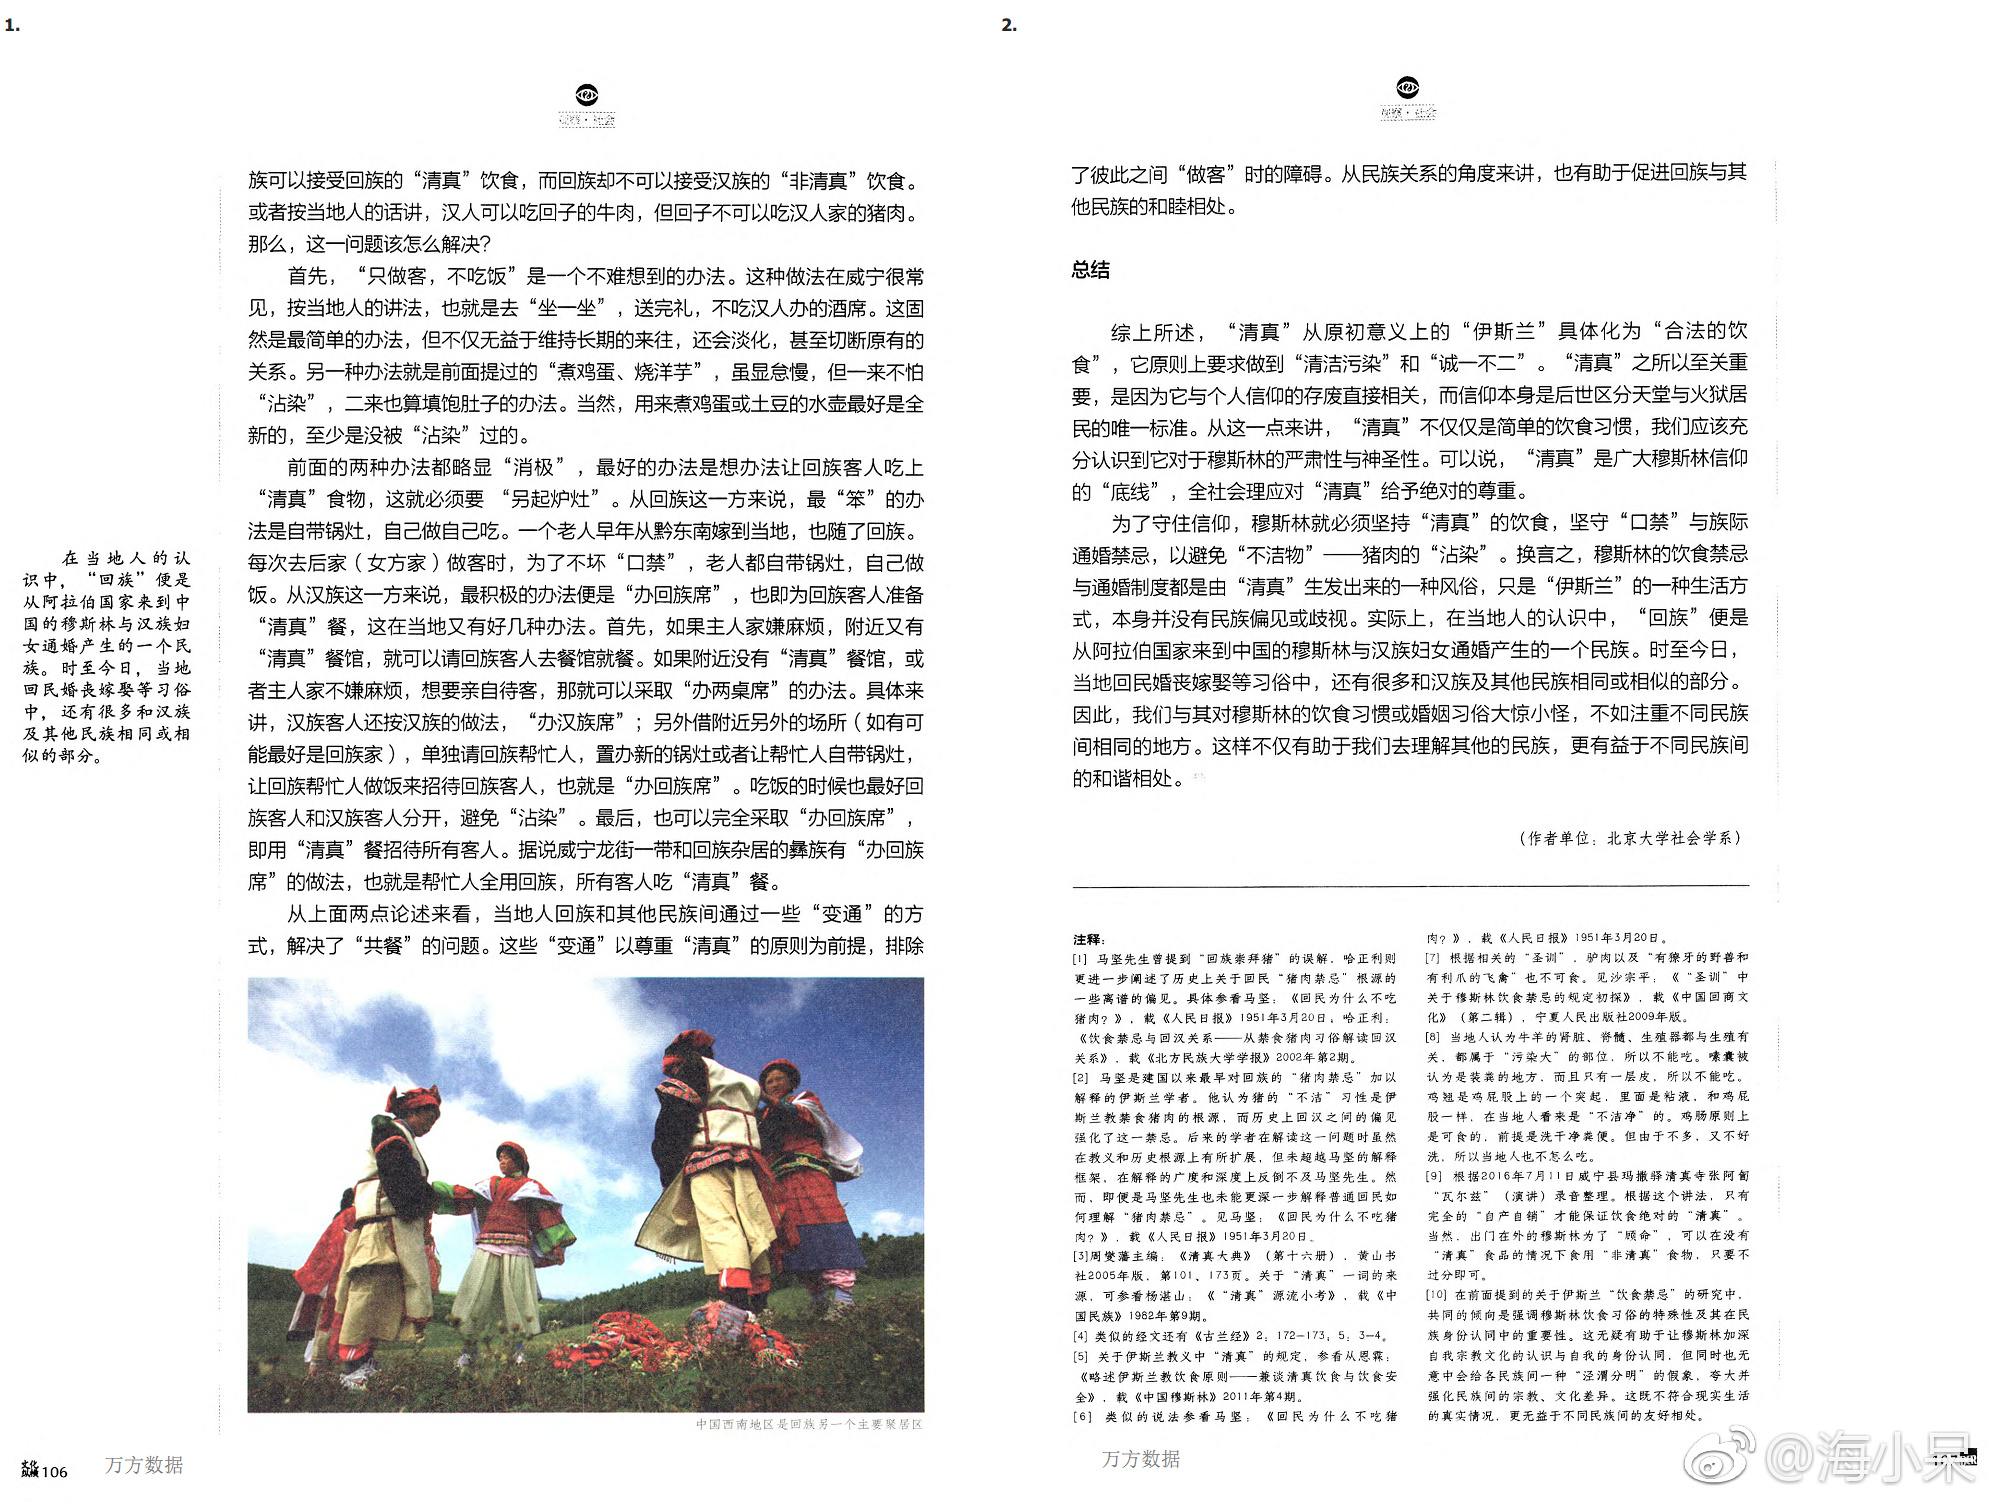 1.
观察·社会
族可以接受回族的“清真”饮食，而回族却不可以接受汉族的“非清真”饮食。
或者按当地人的话讲，汉人可以吃回子的牛肉，但回子不可以吃汉人家的猪肉。
那么，这一问题该怎么解决？
首先，“只做客，不吃饭”是一个不难想到的办法。这种做法在威宁很常
见，按当地人的讲法，也就是去“坐一坐”，送完礼，不吃汉人办的酒席。这固
然是最简单的办法，但不仅无益于维持长期的来往，还会淡化，甚至切断原有的
关系。另一种办法就是前面提过的“煮鸡蛋、烧洋芋”，虽显怠慢，但一来不怕
“沾染”，二来也算填饱肚子的办法。当然，用来煮鸡蛋或土豆的水壶最好是全
新的，至少是没被“沾染”过的。
前面的两种办法都略显“消极”，最好的办法是想办法让回族客人吃上
“清真”食物，这就必须要“另起炉灶”。从回族这一方来说，最“笨”的办
法是自带锅灶，自己做自己吃。一个老人早年从黔东南嫁到当地，也随了回族。
每次去后家（女方家）做客时，为了不坏“口禁”，老人都自带锅灶，自己做
饭。从汉族这一方来说，最积极的办法便是“办回族席”，也即为回族客人准备
“清真”餐，这在当地又有好几种办法。首先，如果主人家嫌麻烦，附近又有
“清真”餐馆，就可以请回族客人去餐馆就餐。如果附近没有“清真”餐馆，或
者主人家不嫌麻烦，想要亲自待客，那就可以采取“办两桌席”的办法。具体来
讲，汉族客人还按汉族的做法，“办汉族席”；另外借附近另外的场所（如有可
能最好是回族家），单独请回族帮忙人，置办新的锅灶或者让帮忙人自带锅灶，
让回族帮忙人做饭来招待回族客人，也就是“办回族席”。吃饭的时候也最好回
族客人和汉族客人分开，避免“沾染”。最后，也可以完全采取“办回族席”，
即用“清真”餐招待所有客人。据说威宁龙街一带和回族杂居的彝族有“办回族
席”的做法，也就是帮忙人全用回族，所有客人吃“清真”餐。
从上面两点论述来看，当地人回族和其他民族间通过一些“变通”的方
式，解决了“共餐”的问题。这些“变通”以尊重“清真”的原则为前提，排除
在当地人的认
识中，“回族”便是
从阿拉伯国家来到中
国的穆斯林与汉族妇
女通婚产生的一个民
族。时至今日，当地
回民婚丧嫁娶等习俗
中，还有很多和汉族
及其他民族相同或相
似的部分。
中国西南地区是回族另一个主要聚居区
文化纵横 106
万方数据
2.
观察·社会
了彼此之间“做客”时的障碍。从民族关系的角度来讲，也有助于促进回族与其
他民族的和睦相处。
总结
综上所述，“清真”从原初意义上的“伊斯兰”具体化为“合法的饮
食”，它原则上要求做到“清洁污染”和“诚一不二”。“清真”之所以至关重
要，是因为它与个人信仰的存废直接相关，而信仰本身是后世区分天堂与火狱居
民的唯一标准。从这一点来讲，“清真”不仅仅是简单的饮食习惯，我们应该充
分认识到它对于穆斯林的严肃性与神圣性。可以说，“清真”是广大穆斯林信仰
的“底线”，全社会理应对“清真”给予绝对的尊重。
为了守住信仰，穆斯林就必须坚持“清真”的饮食，坚守“口禁”与族际
通婚禁忌，以避免“不洁物”——猪肉的“沾染”。换言之，穆斯林的饮食禁忌
与通婚制度都是由“清真”生发出来的一种风俗，只是“伊斯兰”的一种生活方
式，本身并没有民族偏见或歧视。实际上，在当地人的认识中，“回族”便是
从阿拉伯国家来到中国的穆斯林与汉族妇女通婚产生的一个民族。时至今日，
当地回民婚丧嫁娶等习俗中，还有很多和汉族及其他民族相同或相似的部分。
因此，我们与其对穆斯林的饮食习惯或婚姻习俗大惊小怪，不如注重不同民族
间相同的地方。这样不仅有助于我们去理解其他的民族，更有益于不同民族间
的和谐相处。
（作者单位：北京大学社会学系）
注释：
[1] 马坚先生曾提到“回族崇拜猪”的误解，哈正利则
更进一步阐述了历史上关于回民“猪肉禁忌”根源的
一些离谱的偏见。具体参看马坚：《回民为什么不吃
猪肉？》，载《人民日报》1951年3月20日；哈正利：
《饮食禁忌与回汉关系——从禁食猪肉习俗解读回汉
关系》，载《北方民族大学学报》2002年第2期。
[2] 马坚是建国以来最早对回族的“猪肉禁忌”加以
解释的伊斯兰学者。他认为猪的“不洁”习性是伊
斯兰教禁食猪肉的根源，而历史上回汉之间的偏见
强化了这一禁忌。后来的学者在解读这一问题时虽然
在教义和历史根源上有所扩展，但未超越马坚的解释
框架，在解释的广度和深度上反倒不及马坚先生。然
而，即便是马坚先生也未能更深一步解释普通回民如
何理解“猪肉禁忌”。见马坚：《回民为什么不吃猪
肉？》，载《人民日报》1951年3月20日。
[3]周燮藩主编：《清真大典》（第十六册），黄山书
社2005年版，第101、173页。关于“清真”一词的来
源，可参看杨湛山：《“清真”源流小考》，载《中
国民族》1982年第9期。
[4] 类似的经文还有《古兰经》2：172-173；5：3-4。
[5] 关于伊斯兰教义中“清真”的规定，参看从恩霖：
《略述伊斯兰教饮食原则——兼谈清真饮食与饮食安
全》，载《中国穆斯林》2011年第4期。
[6] 类似的说法参看马坚：《回民为什么不吃猪
肉？》，载《人民日报》1951年3月20日。
[7] 根据相关的“圣训”，驴肉以及“有獠牙的野兽和
有利爪的飞禽”也不可食。见沙宗平：《“圣训”中
关于穆斯林饮食禁忌的规定初探》，载《中国回商文
化》（第二辑），宁夏人民出版社2009年版。
[8] 当地人认为牛羊的肾脏、脊髓、生殖器都与生殖有
关，都属于“污染大”的部位，所以不能吃。嗉囊被
认为是装粪的地方，而且只有一层皮，所以不能吃。
鸡翘是鸡屁股上的一个突起，里面是粘液，和鸡屁
股一样，在当地人看来是“不洁净”的。鸡肠原则上
是可食的，前提是洗干净粪便。但由于不多，又不好
洗，所以当地人也不怎么吃。
[9] 根据2016年7月11日威宁县玛撒驿清真寺张阿訇
“瓦尔兹”（演讲）录音整理。根据这个讲法，只有
完全的“自产自销”才能保证饮食绝对的“清真”。
当然，出门在外的穆斯林为了“顾命”，可以在没有
“清真”食品的情况下食用“非清真”食物，只要不
过分即可。
[10] 在前面提到的关于伊斯兰“饮食禁忌”的研究中，
共同的倾向是强调穆斯林饮食习俗的特殊性及其在民
族身份认同中的重要性。这无疑有助于让穆斯林加深
自我宗教文化的认识与自我的身份认同，但同时也无
意中会给各民族间一种“泾渭分明”的假象，夸大并
强化民族间的宗教、文化差异。这既不符合现实生活
的真实情况，更无益于不同民族间的友好相处。
万方数据
@海小呆